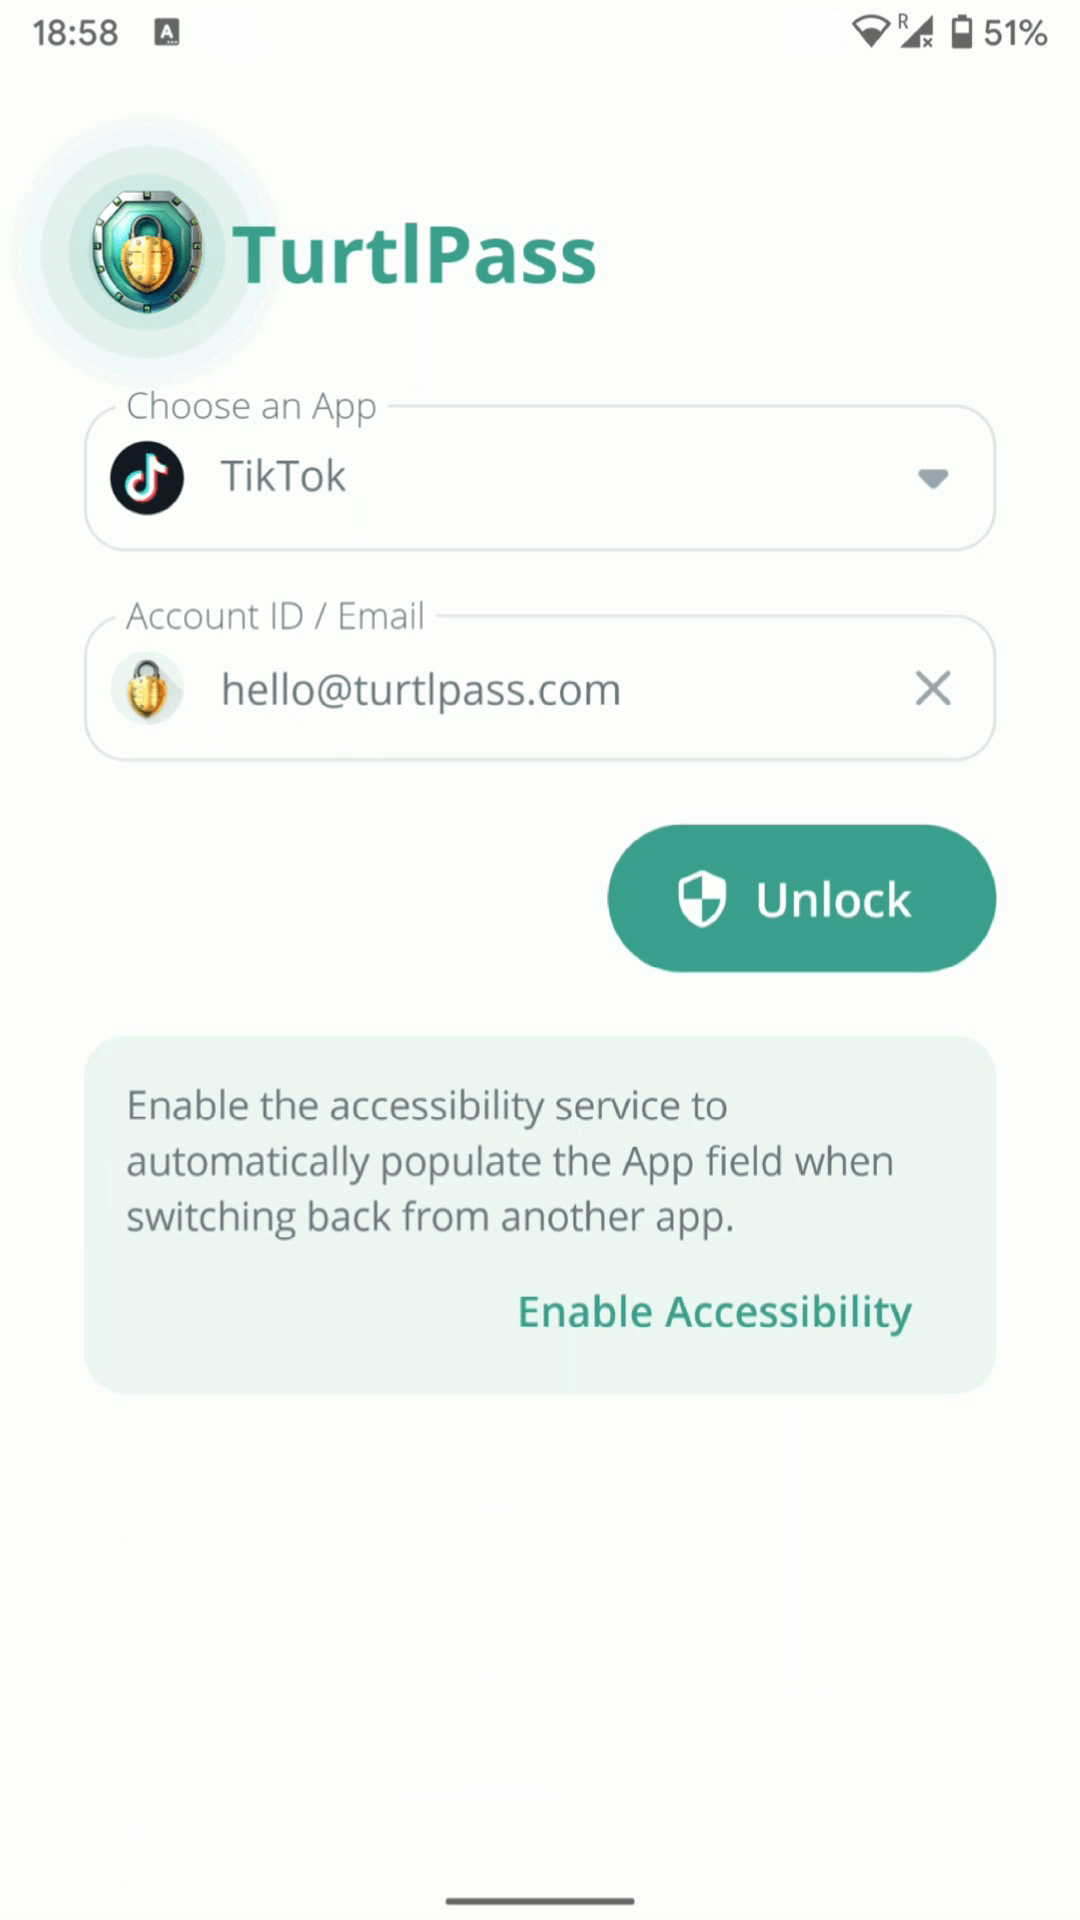 18:58 A R 51%
TurtlPass
Choose an App
TikTok
Account ID / Email
hello@turtlpass.com
Unlock
Enable the accessibility service to
automatically populate the App field when
switching back from another app.
Enable Accessibility